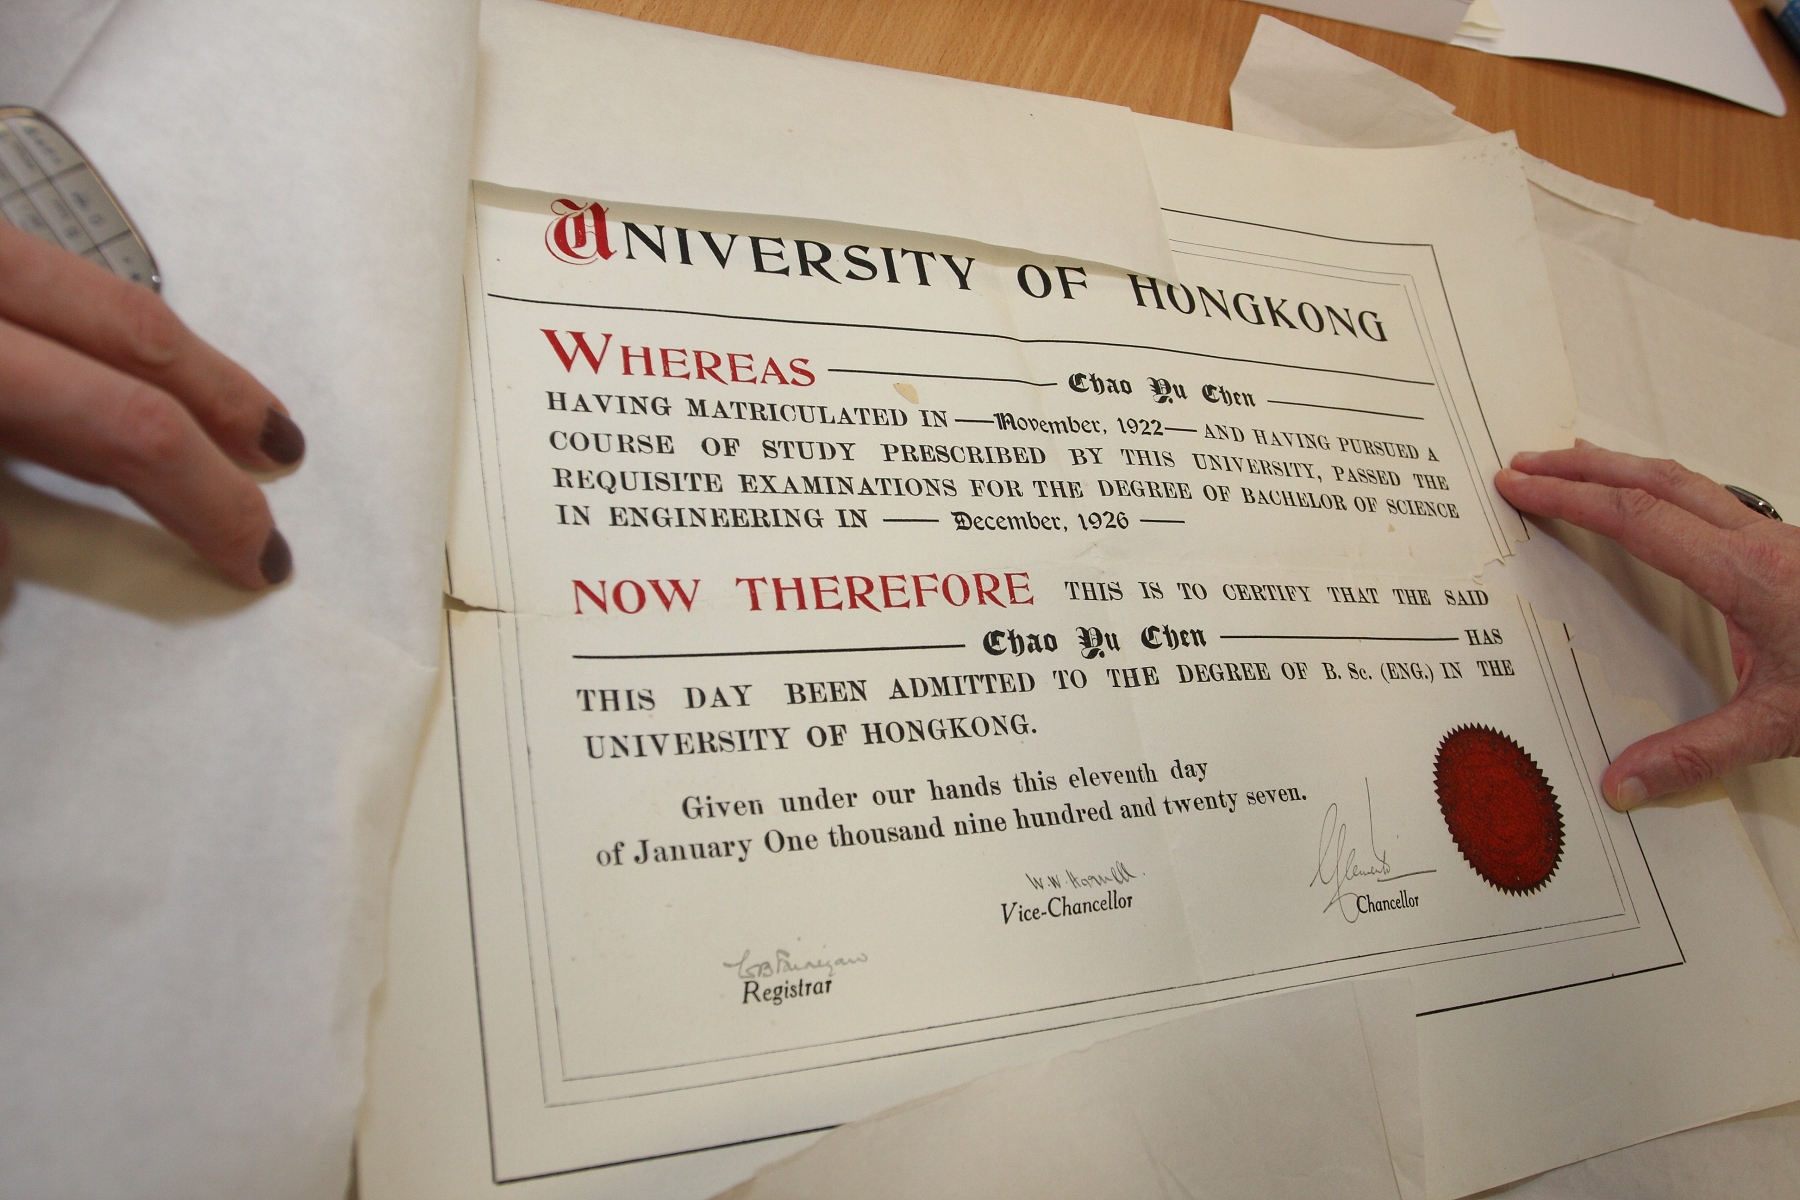 UNIVERSITY OF HONGKONG
WHEREAS Chao Yu Chen
HAVING MATRICULATED IN — November, 1922 — AND HAVING PURSUED A
COURSE OF STUDY PRESCRIBED BY THIS UNIVERSITY, PASSED THE
REQUISITE EXAMINATIONS FOR THE DEGREE OF BACHELOR OF SCIENCE
IN ENGINEERING IN — December, 1926 —
NOW THEREFORE THIS IS TO CERTIFY THAT THE SAID
Chao Yu Chen HAS
THIS DAY BEEN ADMITTED TO THE DEGREE OF B. Sc. (ENG.) IN THE
UNIVERSITY OF HONGKONG.
Given under our hands this eleventh day
of January One thousand nine hundred and twenty seven.
W. W. Hornell.
Vice-Chancellor
Chancellor
Registrar